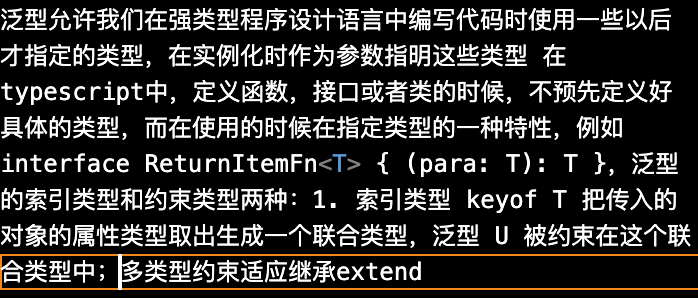 泛型允许我们在强类型程序设计语言中编写代码时使用一些以后
才指定的类型，在实例化时作为参数指明这些类型 在
typescript中，定义函数，接口或者类的时候，不预先定义好
具体的类型，而在使用的时候在指定类型的一种特性，例如
interface ReturnItemFn<T> { (para: T): T }，泛型
的索引类型和约束类型两种：1. 索引类型 keyof T 把传入的
对象的属性类型取出生成一个联合类型，泛型 U 被约束在这个联
合类型中；多类型约束适应继承extend